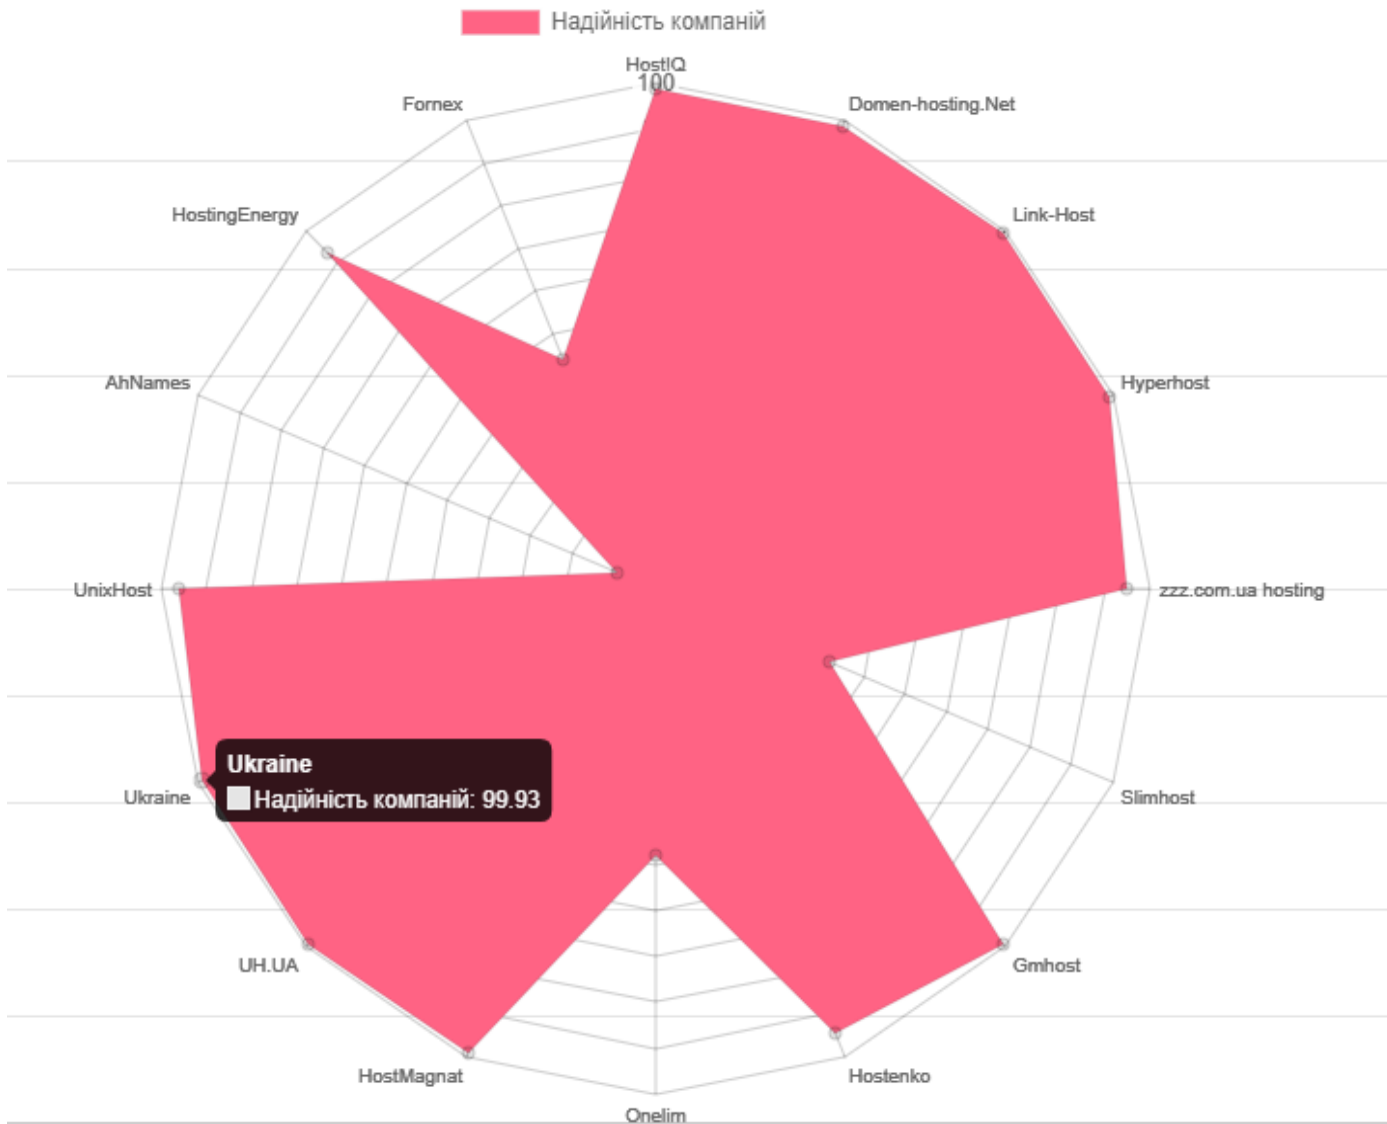 Надійність компаній
HostIQ
100
Fornex
Domen-hosting.Net
HostingEnergy
Link-Host
AhNames
Hyperhost
UnixHost
zzz.com.ua hosting
Ukraine
Надійність компаній: 99.93
Ukraine
Slimhost
UH.UA
Gmhost
HostMagnat
Hostenko
Onelim